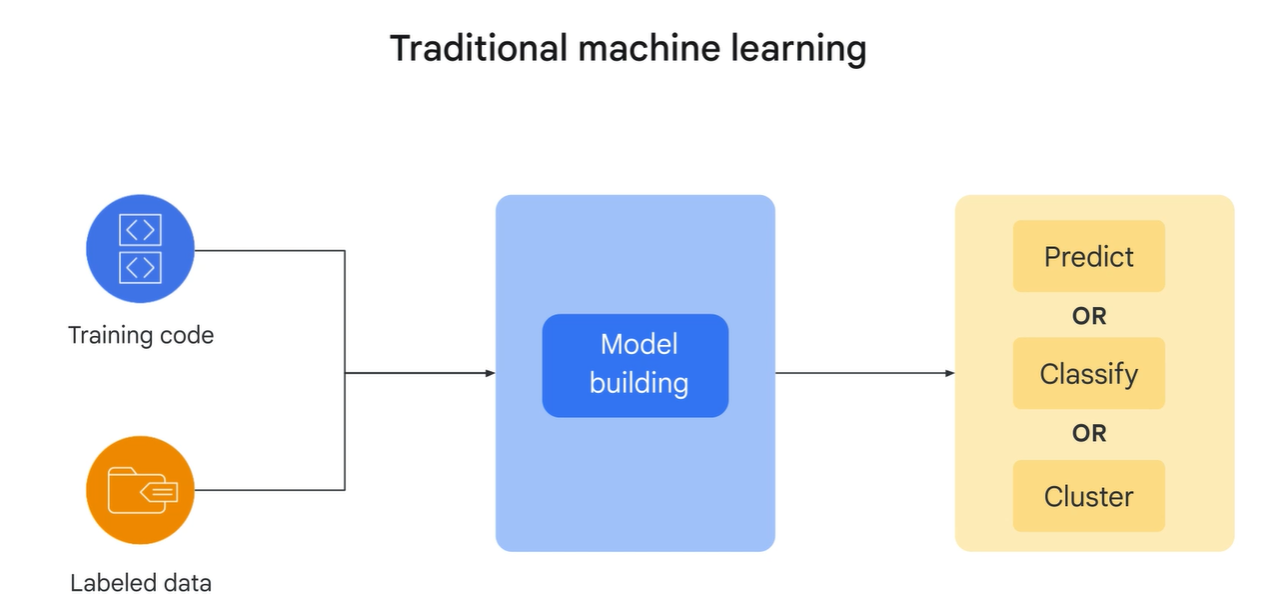 Traditional machine learning
Training code
Labeled data
Model
building
Predict
OR
Classify
OR
Cluster